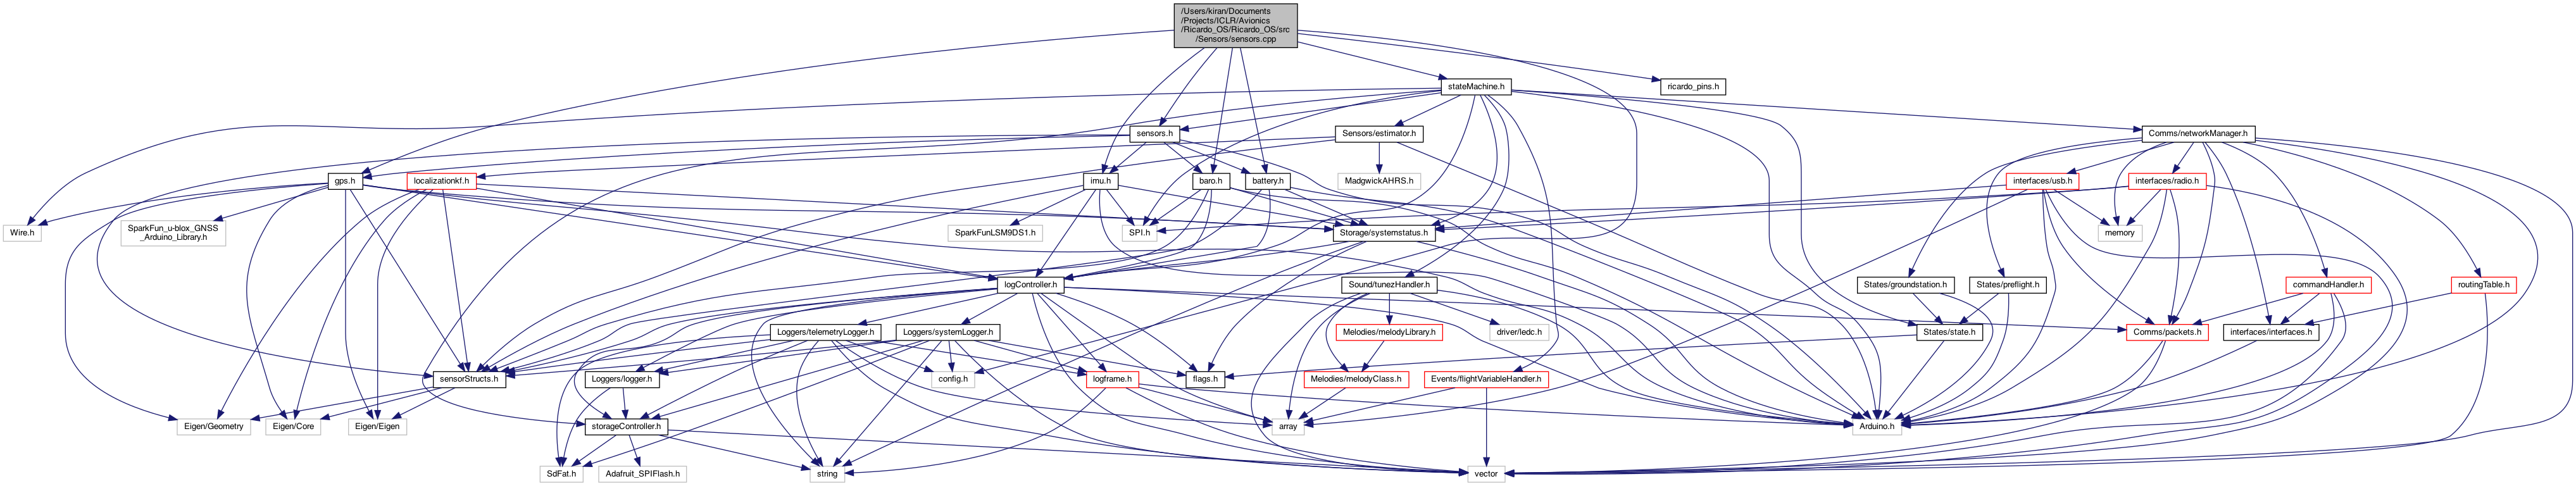 /Users/kiran/Documents
/Projects/ICLR/Avionics
/Ricardo_OS/Ricardo_OS/src
/Sensors/sensors.cpp
stateMachine.h
ricardo_pins.h
sensors.h
Sensors/estimator.h
Comms/networkManager.h
gps.h
localizationkf.h
imu.h
baro.h
battery.h
MadgwickAHRS.h
interfaces/usb.h
interfaces/radio.h
Wire.h
SparkFun_u-blox_GNSS
_Arduino_Library.h
SparkFunLSM9DS1.h
SPI.h
Storage/systemstatus.h
memory
logController.h
Sound/tunezHandler.h
States/groundstation.h
States/preflight.h
commandHandler.h
routingTable.h
Loggers/telemetryLogger.h
Loggers/systemLogger.h
Melodies/melodyLibrary.h
driver/ledc.h
States/state.h
Comms/packets.h
interfaces/interfaces.h
sensorStructs.h
Loggers/logger.h
config.h
logframe.h
flags.h
Melodies/melodyClass.h
Events/flightVariableHandler.h
Eigen/Geometry
Eigen/Core
Eigen/Eigen
storageController.h
array
Arduino.h
SdFat.h
Adafruit_SPIFlash.h
string
vector